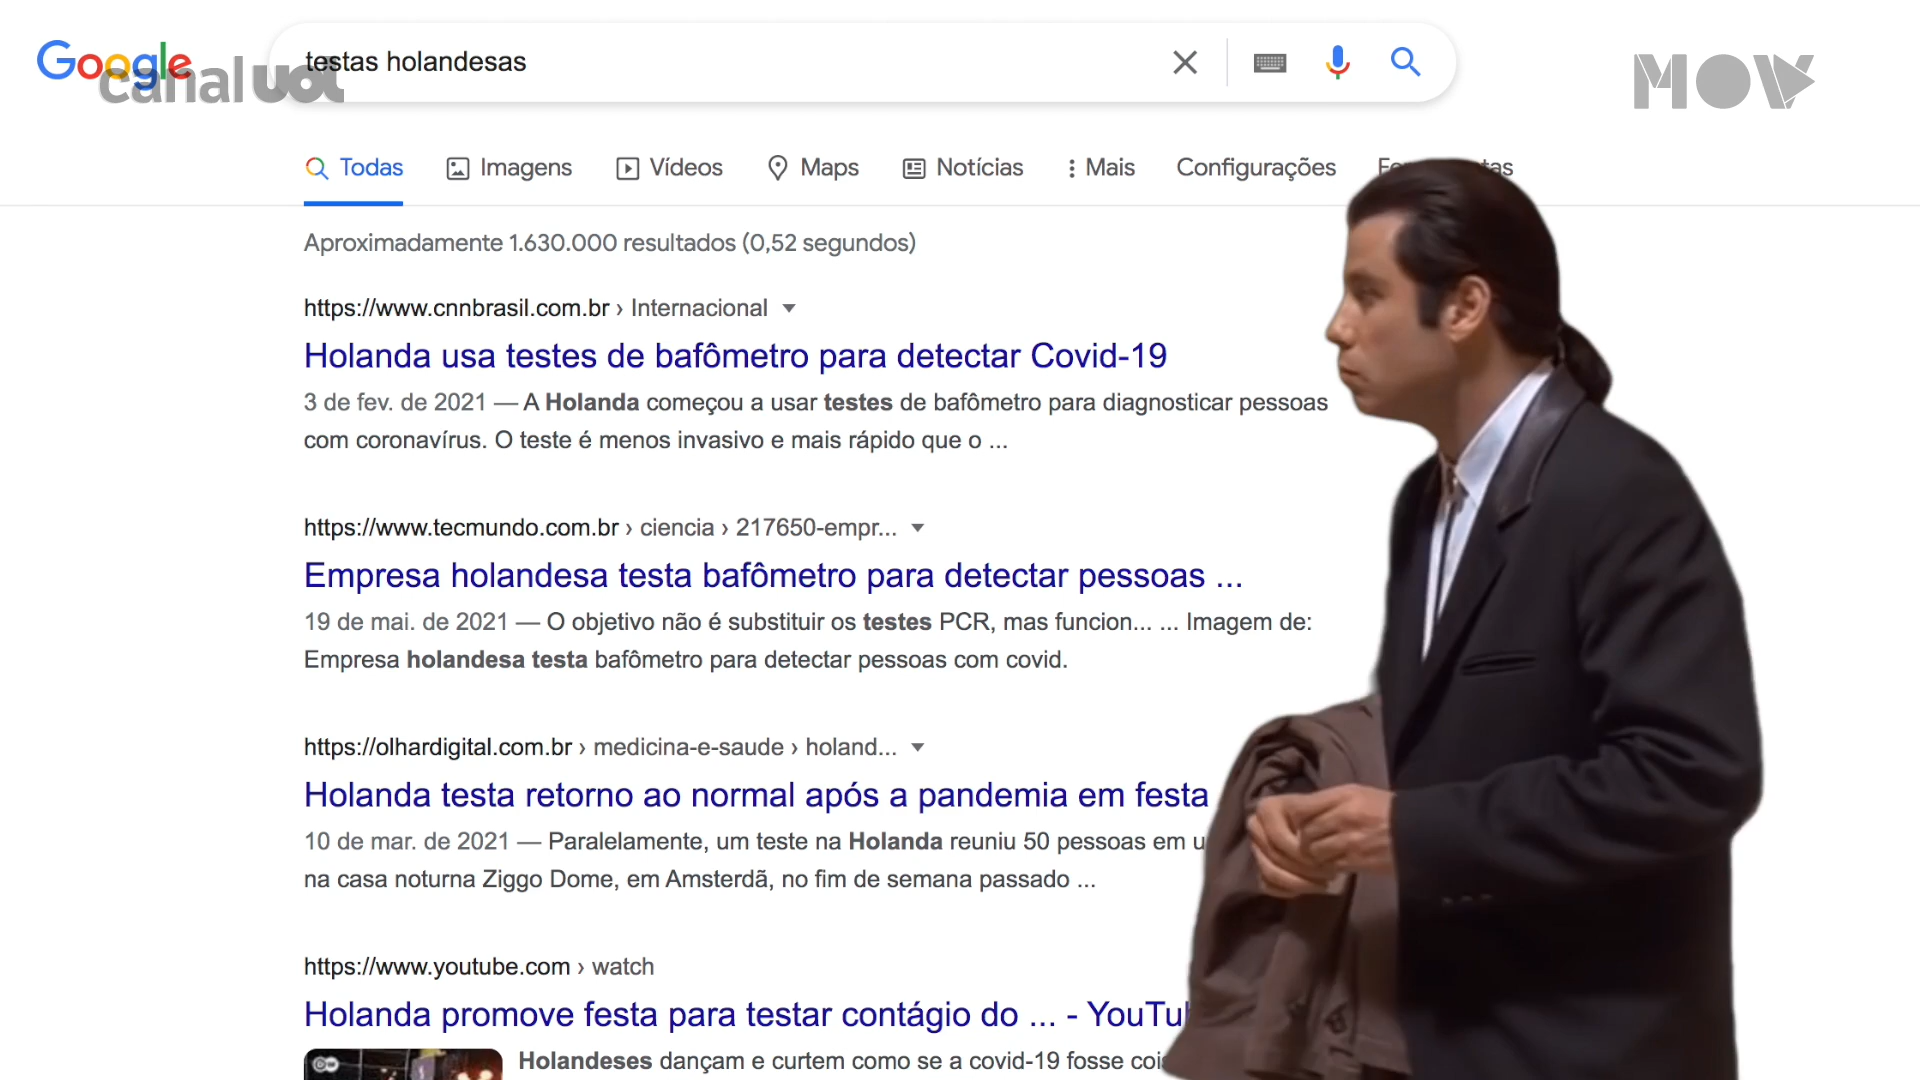 Google
canal UOL
testas holandesas
MOV
Todas Imagens Vídeos Maps Notícias Mais Configurações
Aproximadamente 1.630.000 resultados (0,52 segundos)
https://www.cnnbrasil.com.br › Internacional
Holanda usa testes de bafômetro para detectar Covid-19
3 de fev. de 2021 — A Holanda começou a usar testes de bafômetro para diagnosticar pessoas
com coronavírus. O teste é menos invasivo e mais rápido que o ...
https://www.tecmundo.com.br › ciencia › 217650-empr...
Empresa holandesa testa bafômetro para detectar pessoas ...
19 de mai. de 2021 — O objetivo não é substituir os testes PCR, mas funcion... ... Imagem de:
Empresa holandesa testa bafômetro para detectar pessoas com covid.
https://olhardigital.com.br › medicina-e-saude › holand...
Holanda testa retorno ao normal após a pandemia em festa
10 de mar. de 2021 — Paralelamente, um teste na Holanda reuniu 50 pessoas em
na casa noturna Ziggo Dome, em Amsterdã, no fim de semana passado ...
https://www.youtube.com › watch
Holanda promove festa para testar contágio do ... - YouTu
Holandeses dançam e curtem como se a covid-19 fosse